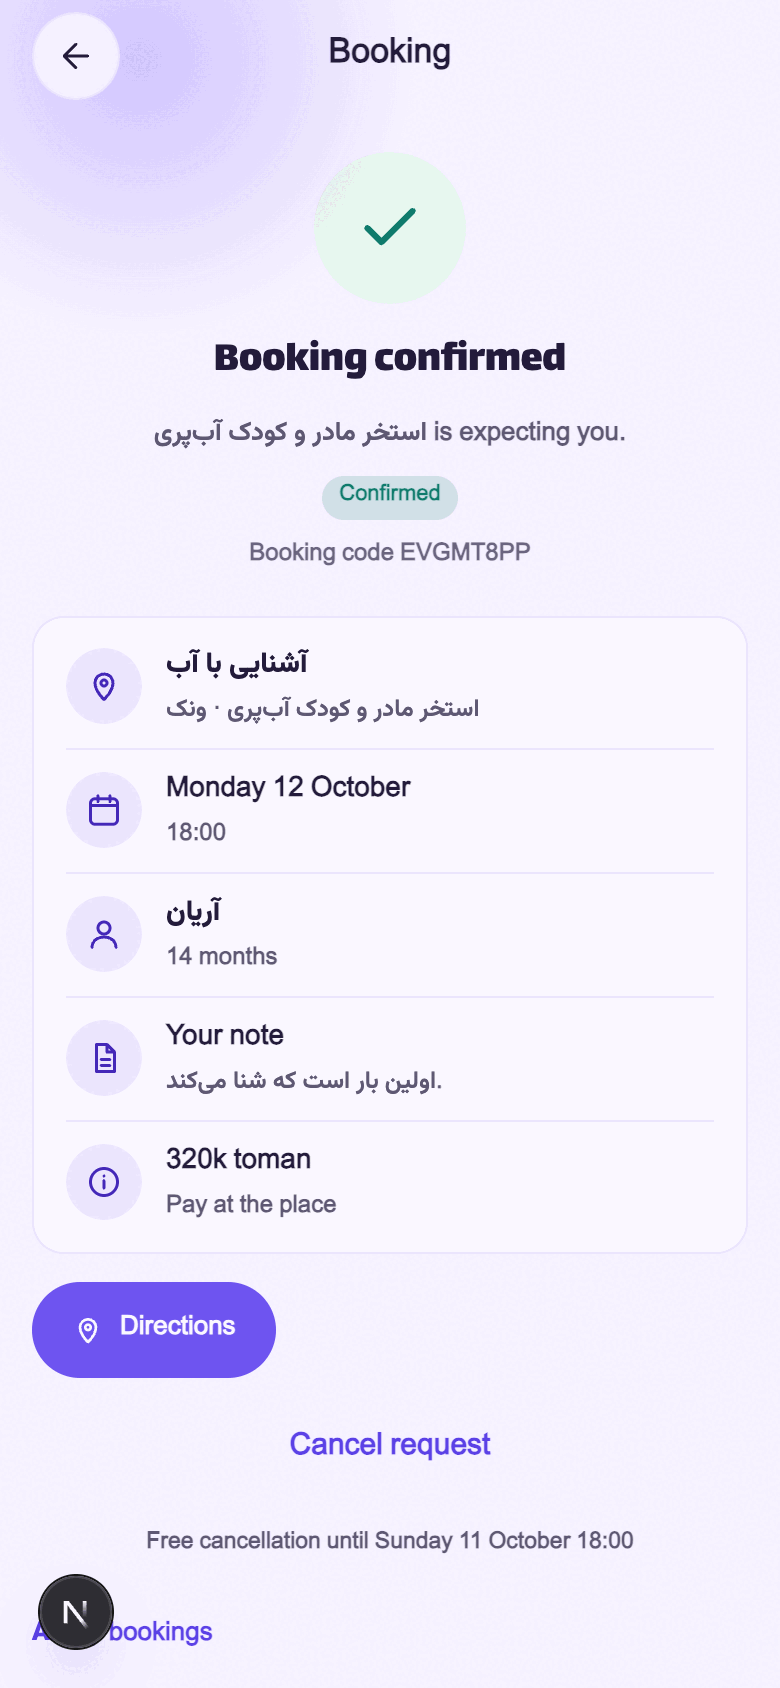 Booking
Booking confirmed
استخر مادر و کودک آب‌پری is expecting you.
Confirmed
Booking code EVGMT8PP
آشنایی با آب
استخر مادر و کودک آب‌پری · ونک
Monday 12 October
18:00
آریان
14 months
Your note
اولین بار است که شنا می‌کند.
320k toman
Pay at the place
Directions
Cancel request
Free cancellation until Sunday 11 October 18:00
N
bookings